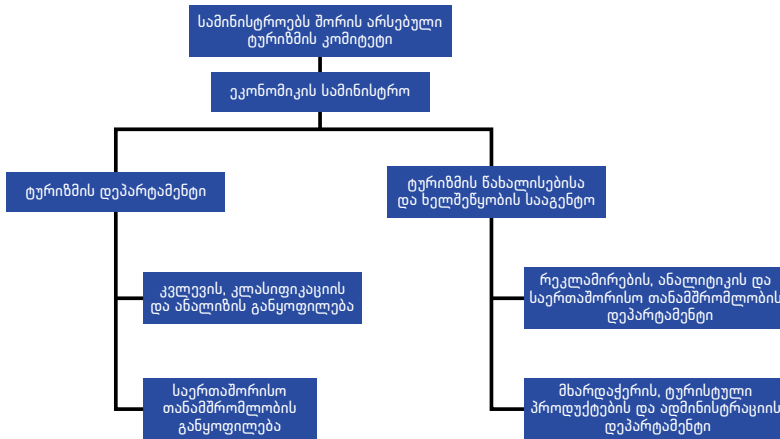 სამინისტროებს შორის არსებული
ტურიზმის კომიტეტი
ეკონომიკის სამინისტრო
ტურიზმის დეპარტამენტი
ტურიზმის წახალისებისა
და ხელშეწყობის სააგენტო
კვლევის, კლასიფიკაციის
და ანალიზის განყოფილება
რეკლამირების, ანალიტიკის და
საერთაშორისო თანამშრომლობის
დეპარტამენტი
საერთაშორისო
თანამშრომლობის
განყოფილება
მხარდაჭერის, ტურისტული
პროდუქტების და ადმინისტრაციის
დეპარტამენტი